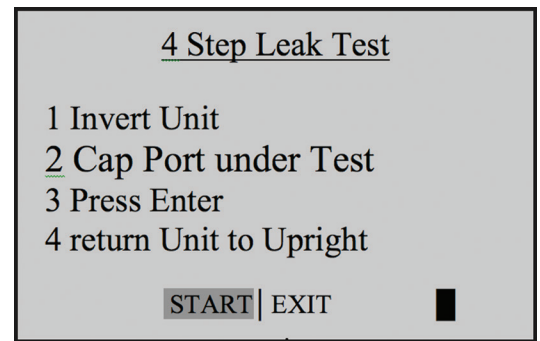 4 Step Leak Test
1 Invert Unit
2 Cap Port under Test
3 Press Enter
4 return Unit to Upright
START| EXIT